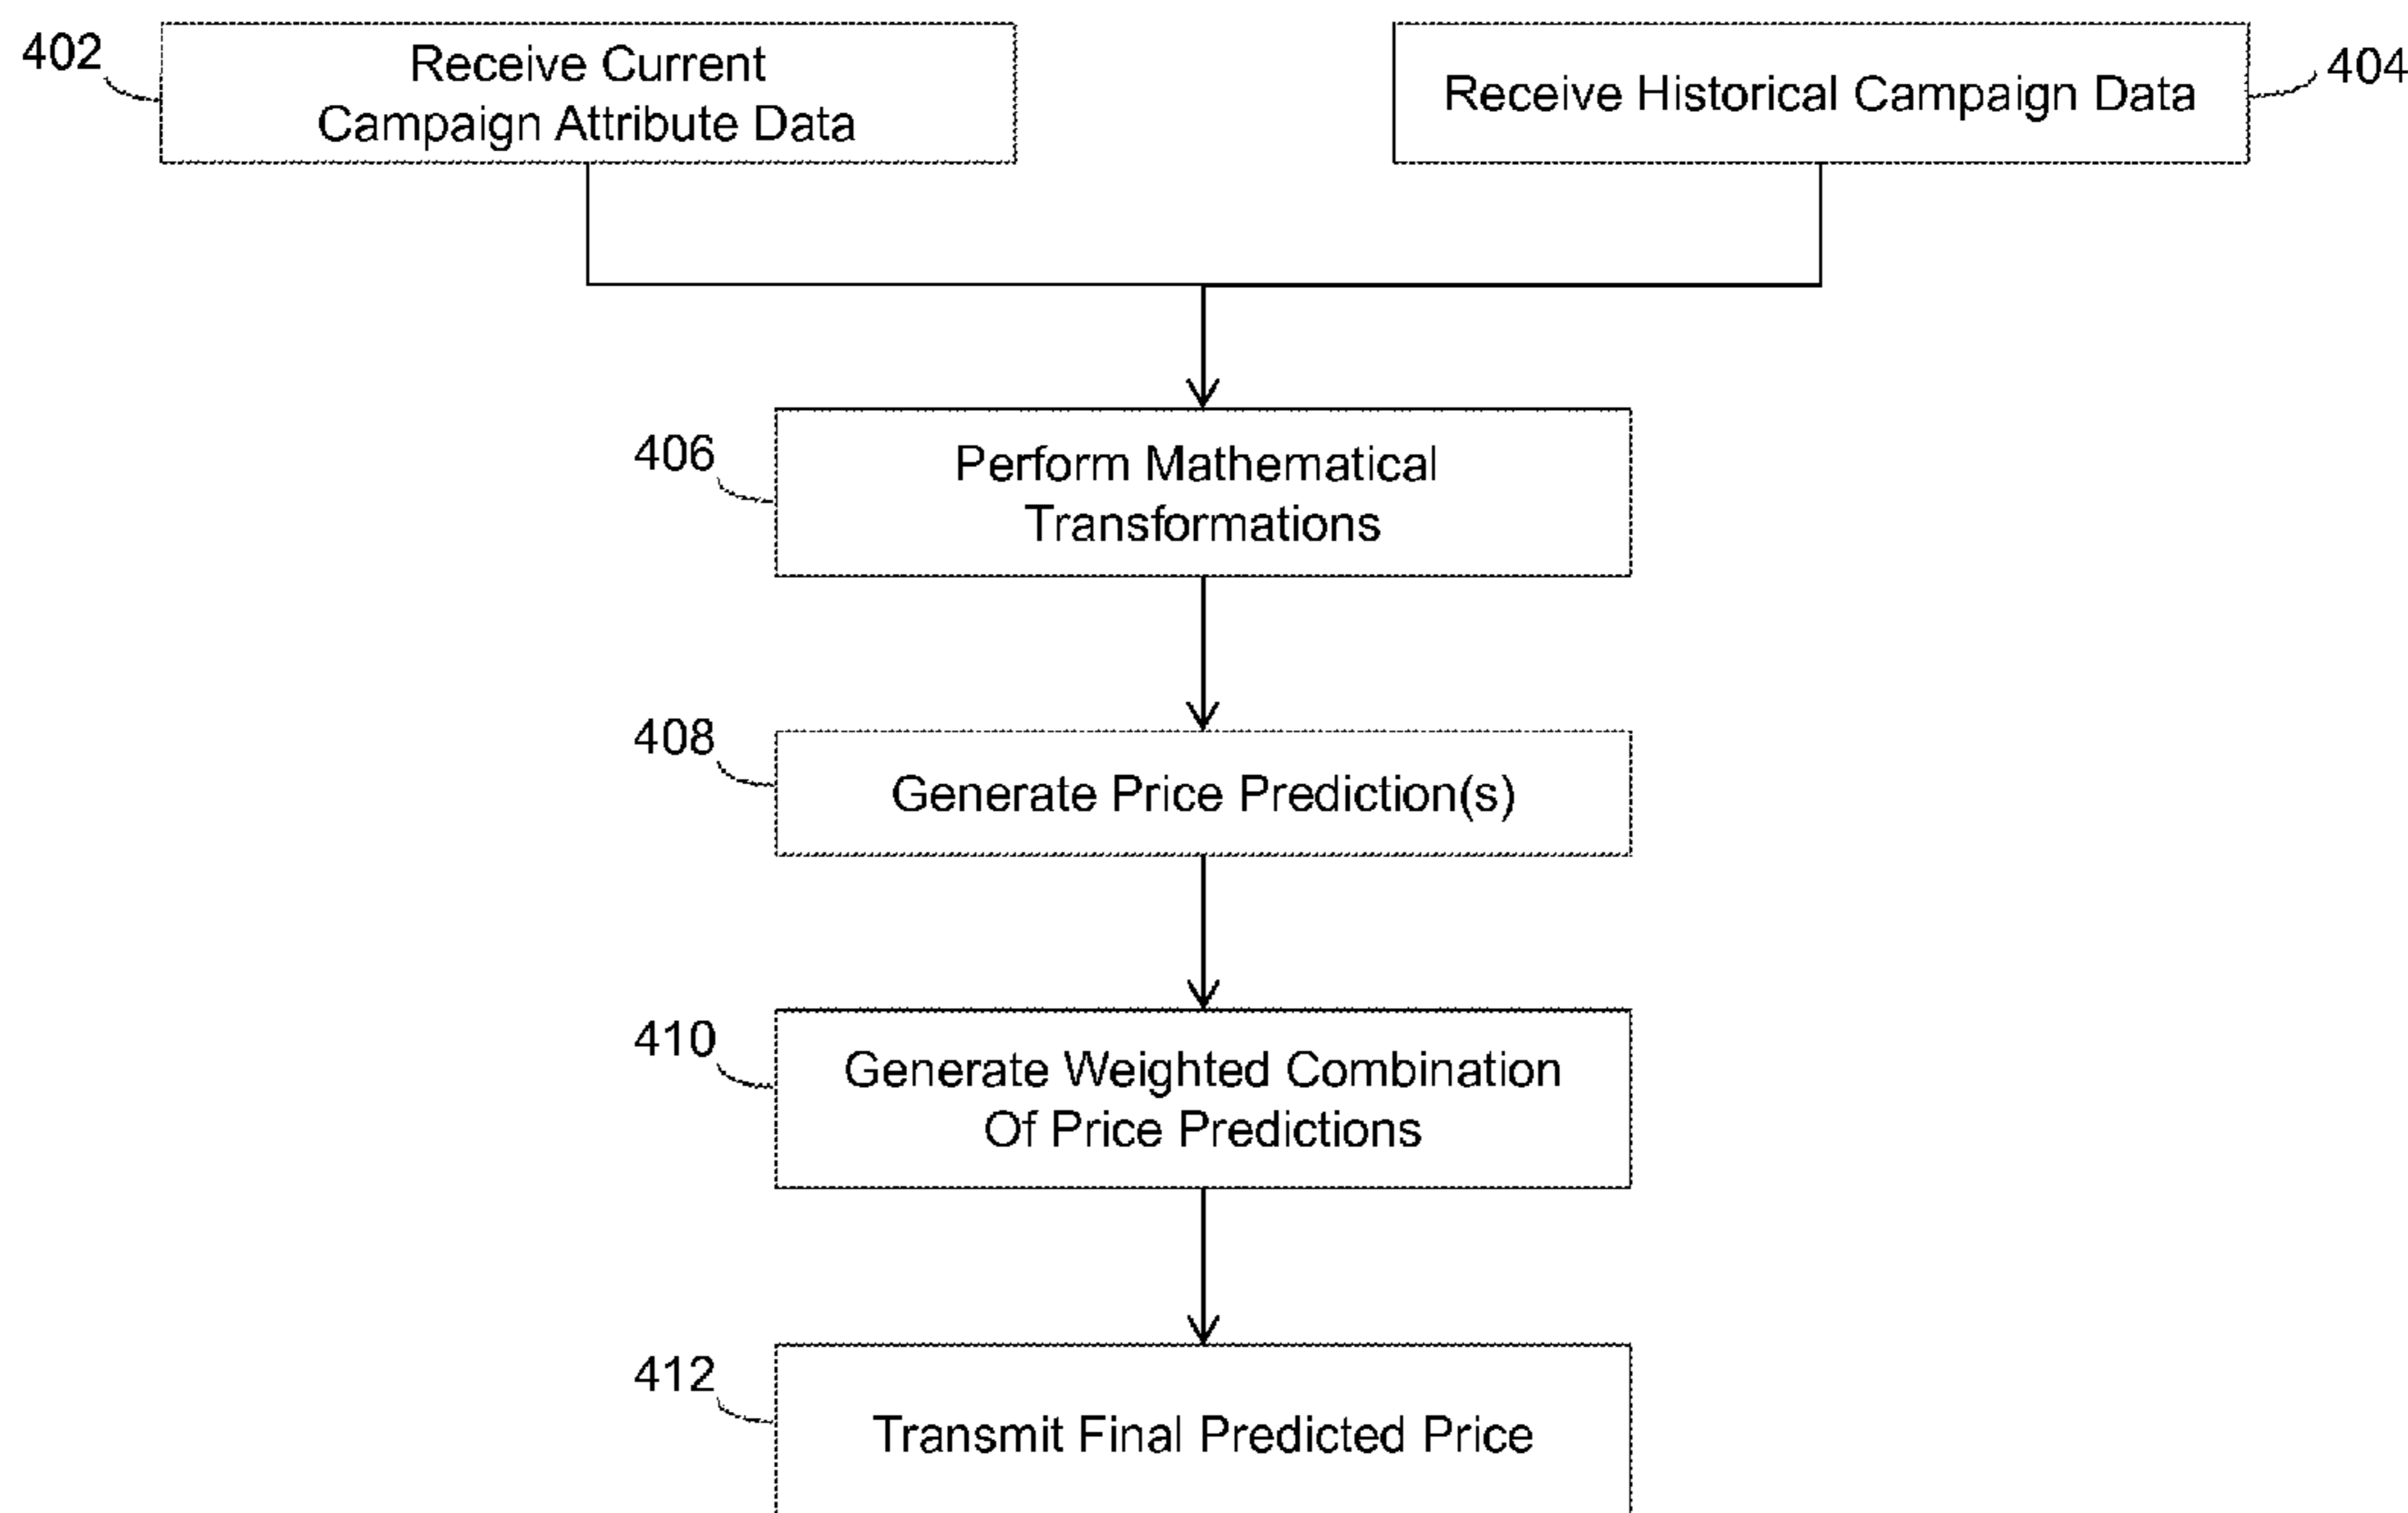 402
Receive Current
Campaign Attribute Data
Receive Historical Campaign Data
404
406
Perform Mathematical
Transformations
408
Generate Price Prediction(s)
410
Generate Weighted Combination
Of Price Predictions
412
Transmit Final Predicted Price